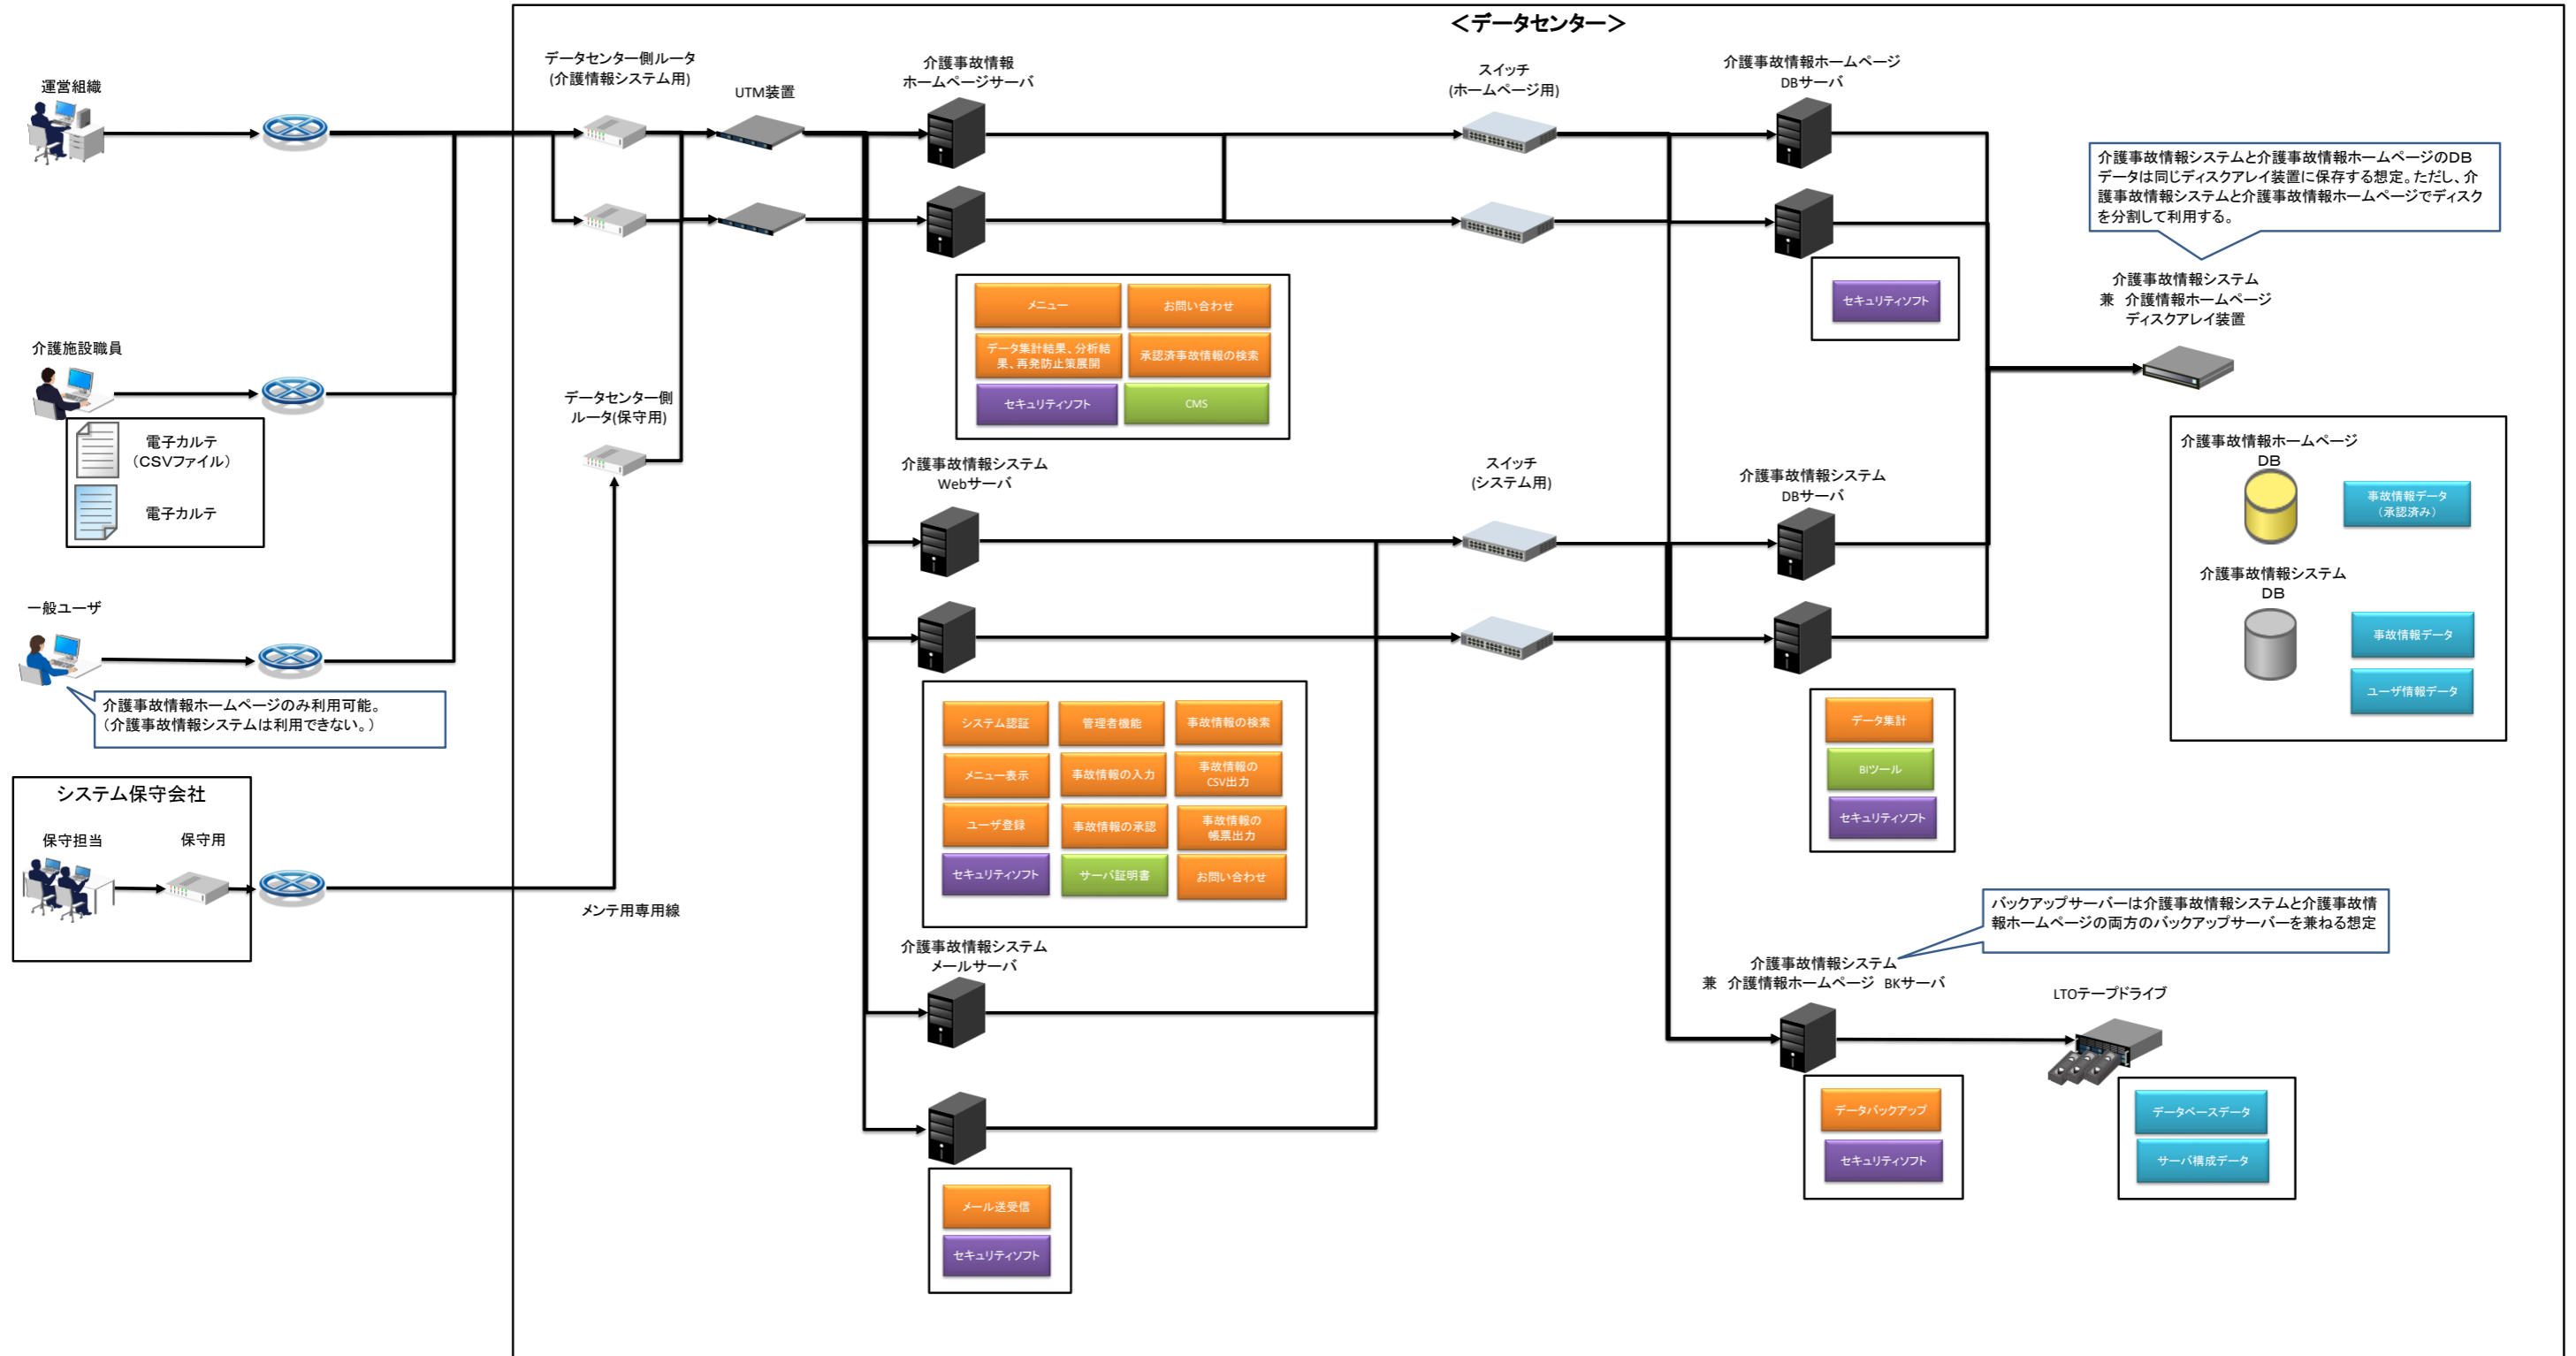 ＜データセンター＞
運営組織
データセンター側ルータ
(介護情報システム用)
UTM装置
介護事故情報
ホームページサーバ
スイッチ
(ホームページ用)
介護事故情報ホームページ
DBサーバ
介護事故情報システムと介護事故情報ホームページのＤＢ
データは同じディスクアレイ装置に保存する想定。ただし、介
護事故情報システムと介護事故情報ホームページでディスク
を分割して利用する。
介護事故情報システム
兼　介護情報ホームページ
ディスクアレイ装置
メニュー
お問い合わせ
データ集計結果、分析結
果、再発防止策展開
承認済事故情報の検索
セキュリティソフト
CMS
セキュリティソフト
介護施設職員
電子カルテ
（ＣＳＶファイル）
電子カルテ
データセンター側
ルータ(保守用)
介護事故情報システム
Webサーバ
スイッチ
(システム用)
介護事故情報システム
DBサーバ
介護事故情報ホームページ
ＤＢ
事故情報データ
（承認済み）
介護事故情報システム
ＤＢ
事故情報データ
ユーザ情報データ
一般ユーザ
介護事故情報ホームページのみ利用可能。
（介護事故情報システムは利用できない。）
システム認証
管理者機能
事故情報の検索
メニュー表示
事故情報の入力
事故情報の
CSV出力
ユーザ登録
事故情報の承認
事故情報の
帳票出力
セキュリティソフト
サーバ証明書
お問い合わせ
データ集計
BIツール
セキュリティソフト
システム保守会社
保守担当
保守用
メンテ用専用線
介護事故情報システム
メールサーバ
メール送受信
セキュリティソフト
バックアップサーバーは介護事故情報システムと介護事故情
報ホームページの両方のバックアップサーバーを兼ねる想定
介護事故情報システム
兼　介護情報ホームページ　BKサーバ
LTOテープドライブ
データバックアップ
セキュリティソフト
データベースデータ
サーバ構成データ